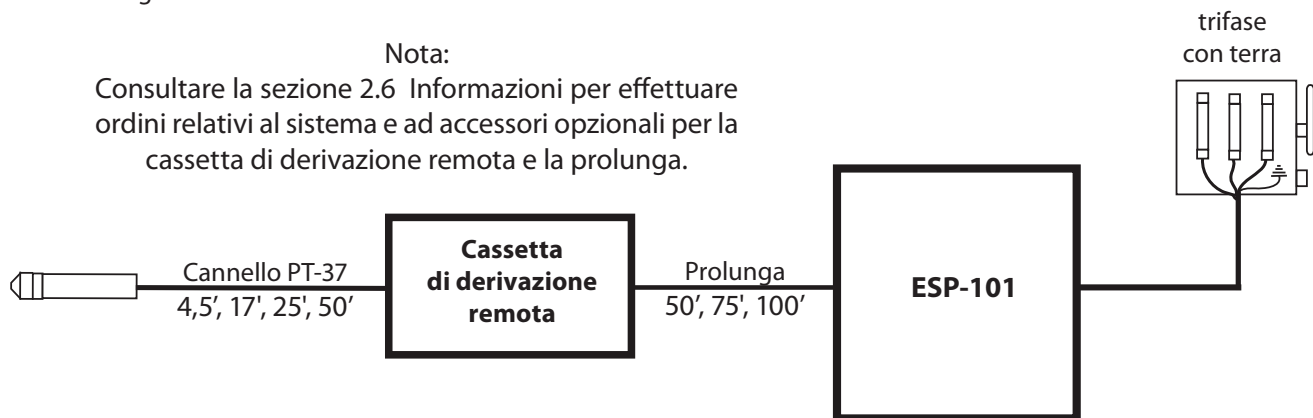 Nota:
Consultare la sezione 2.6 Informazioni per effettuare
ordini relativi al sistema e ad accessori opzionali per la
cassetta di derivazione remota e la prolunga.
trifase
con terra
Cannello PT-37
4,5’, 17', 25', 50’
Cassetta
di derivazione
remota
Prolunga
50’, 75', 100’
ESP-101